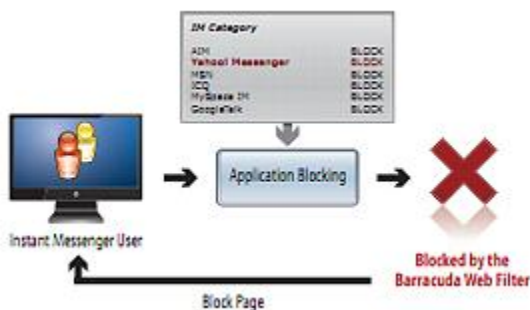 IM Category
AIM BLOCK
Yahoo! Messenger BLOCK
MSN BLOCK
ICQ BLOCK
MySpace IM BLOCK
GoogleTalk BLOCK
Application Blocking
Instant Messenger User
Blocked by the
Barracuda Web Filter
Block Page